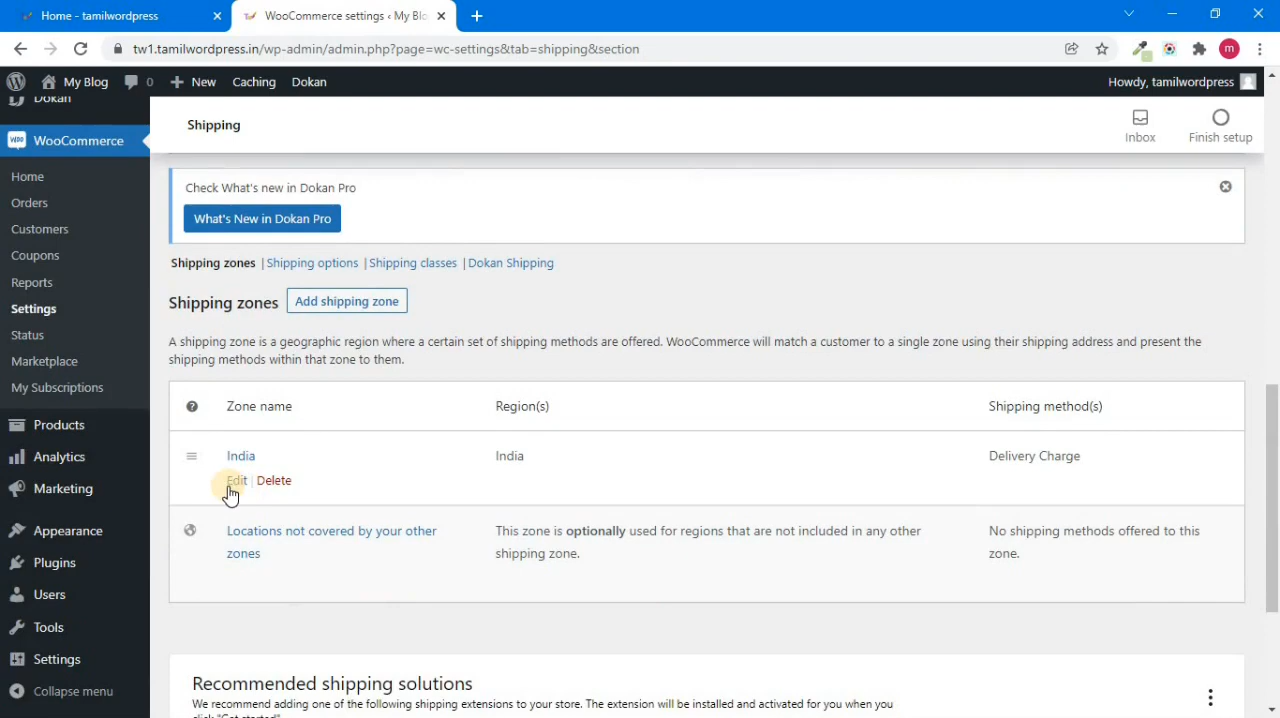 Home - tamilwordpress
WooCommerce settings ‹ My Blo
tw1.tamilwordpress.in/wp-admin/admin.php?page=wc-settings&tab=shipping&section
m
My Blog
0
New
Caching
Dokan
Howdy, tamilwordpress
Dokan
WooCommerce
Home
Orders
Customers
Coupons
Reports
Settings
Status
Marketplace
My Subscriptions
Products
Analytics
Marketing
Appearance
Plugins
Users
Tools
Settings
Collapse menu
Shipping
Inbox
Finish setup
Check What's new in Dokan Pro
What's New in Dokan Pro
Shipping zones | Shipping options | Shipping classes | Dokan Shipping
Shipping zones
Add shipping zone
A shipping zone is a geographic region where a certain set of shipping methods are offered. WooCommerce will match a customer to a single zone using their shipping address and present the
shipping methods within that zone to them.
Zone name
Region(s)
Shipping method(s)
India
India
Delivery Charge
Edit | Delete
Locations not covered by your other
zones
This zone is optionally used for regions that are not included in any other
shipping zone.
No shipping methods offered to this
zone.
Recommended shipping solutions
We recommend adding one of the following shipping extensions to your store. The extension will be installed and activated for you when you
click "Get started".